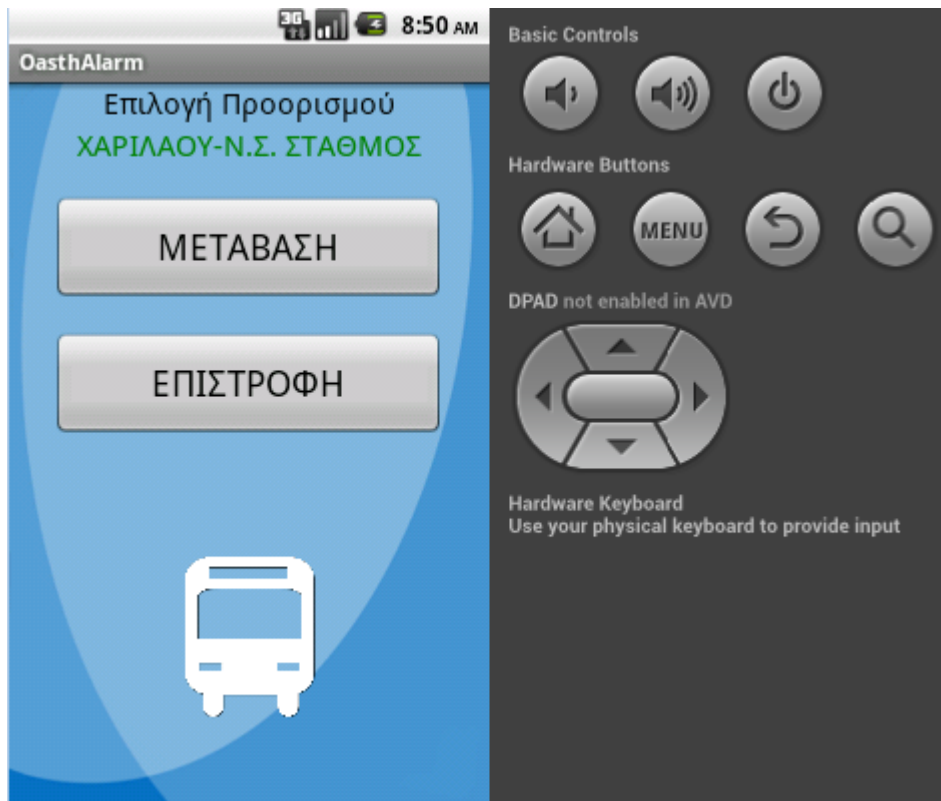 3G 8:50 AM
OasthAlarm
Επιλογή Προορισμού
ΧΑΡΙΛΑΟΥ-Ν.Σ. ΣΤΑΘΜΟΣ
ΜΕΤΑΒΑΣΗ
ΕΠΙΣΤΡΟΦΗ
Basic Controls
Hardware Buttons
MENU
DPAD not enabled in AVD
Hardware Keyboard
Use your physical keyboard to provide input